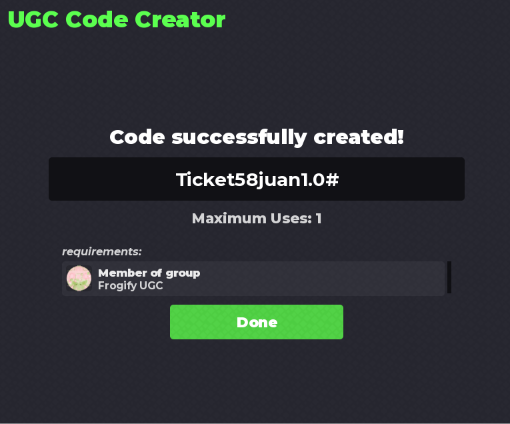 UGC Code Creator
Code successfully created!
Ticket58juan1.0#
Maximum Uses: 1
requirements:
Member of group
Frogify UGC
Done